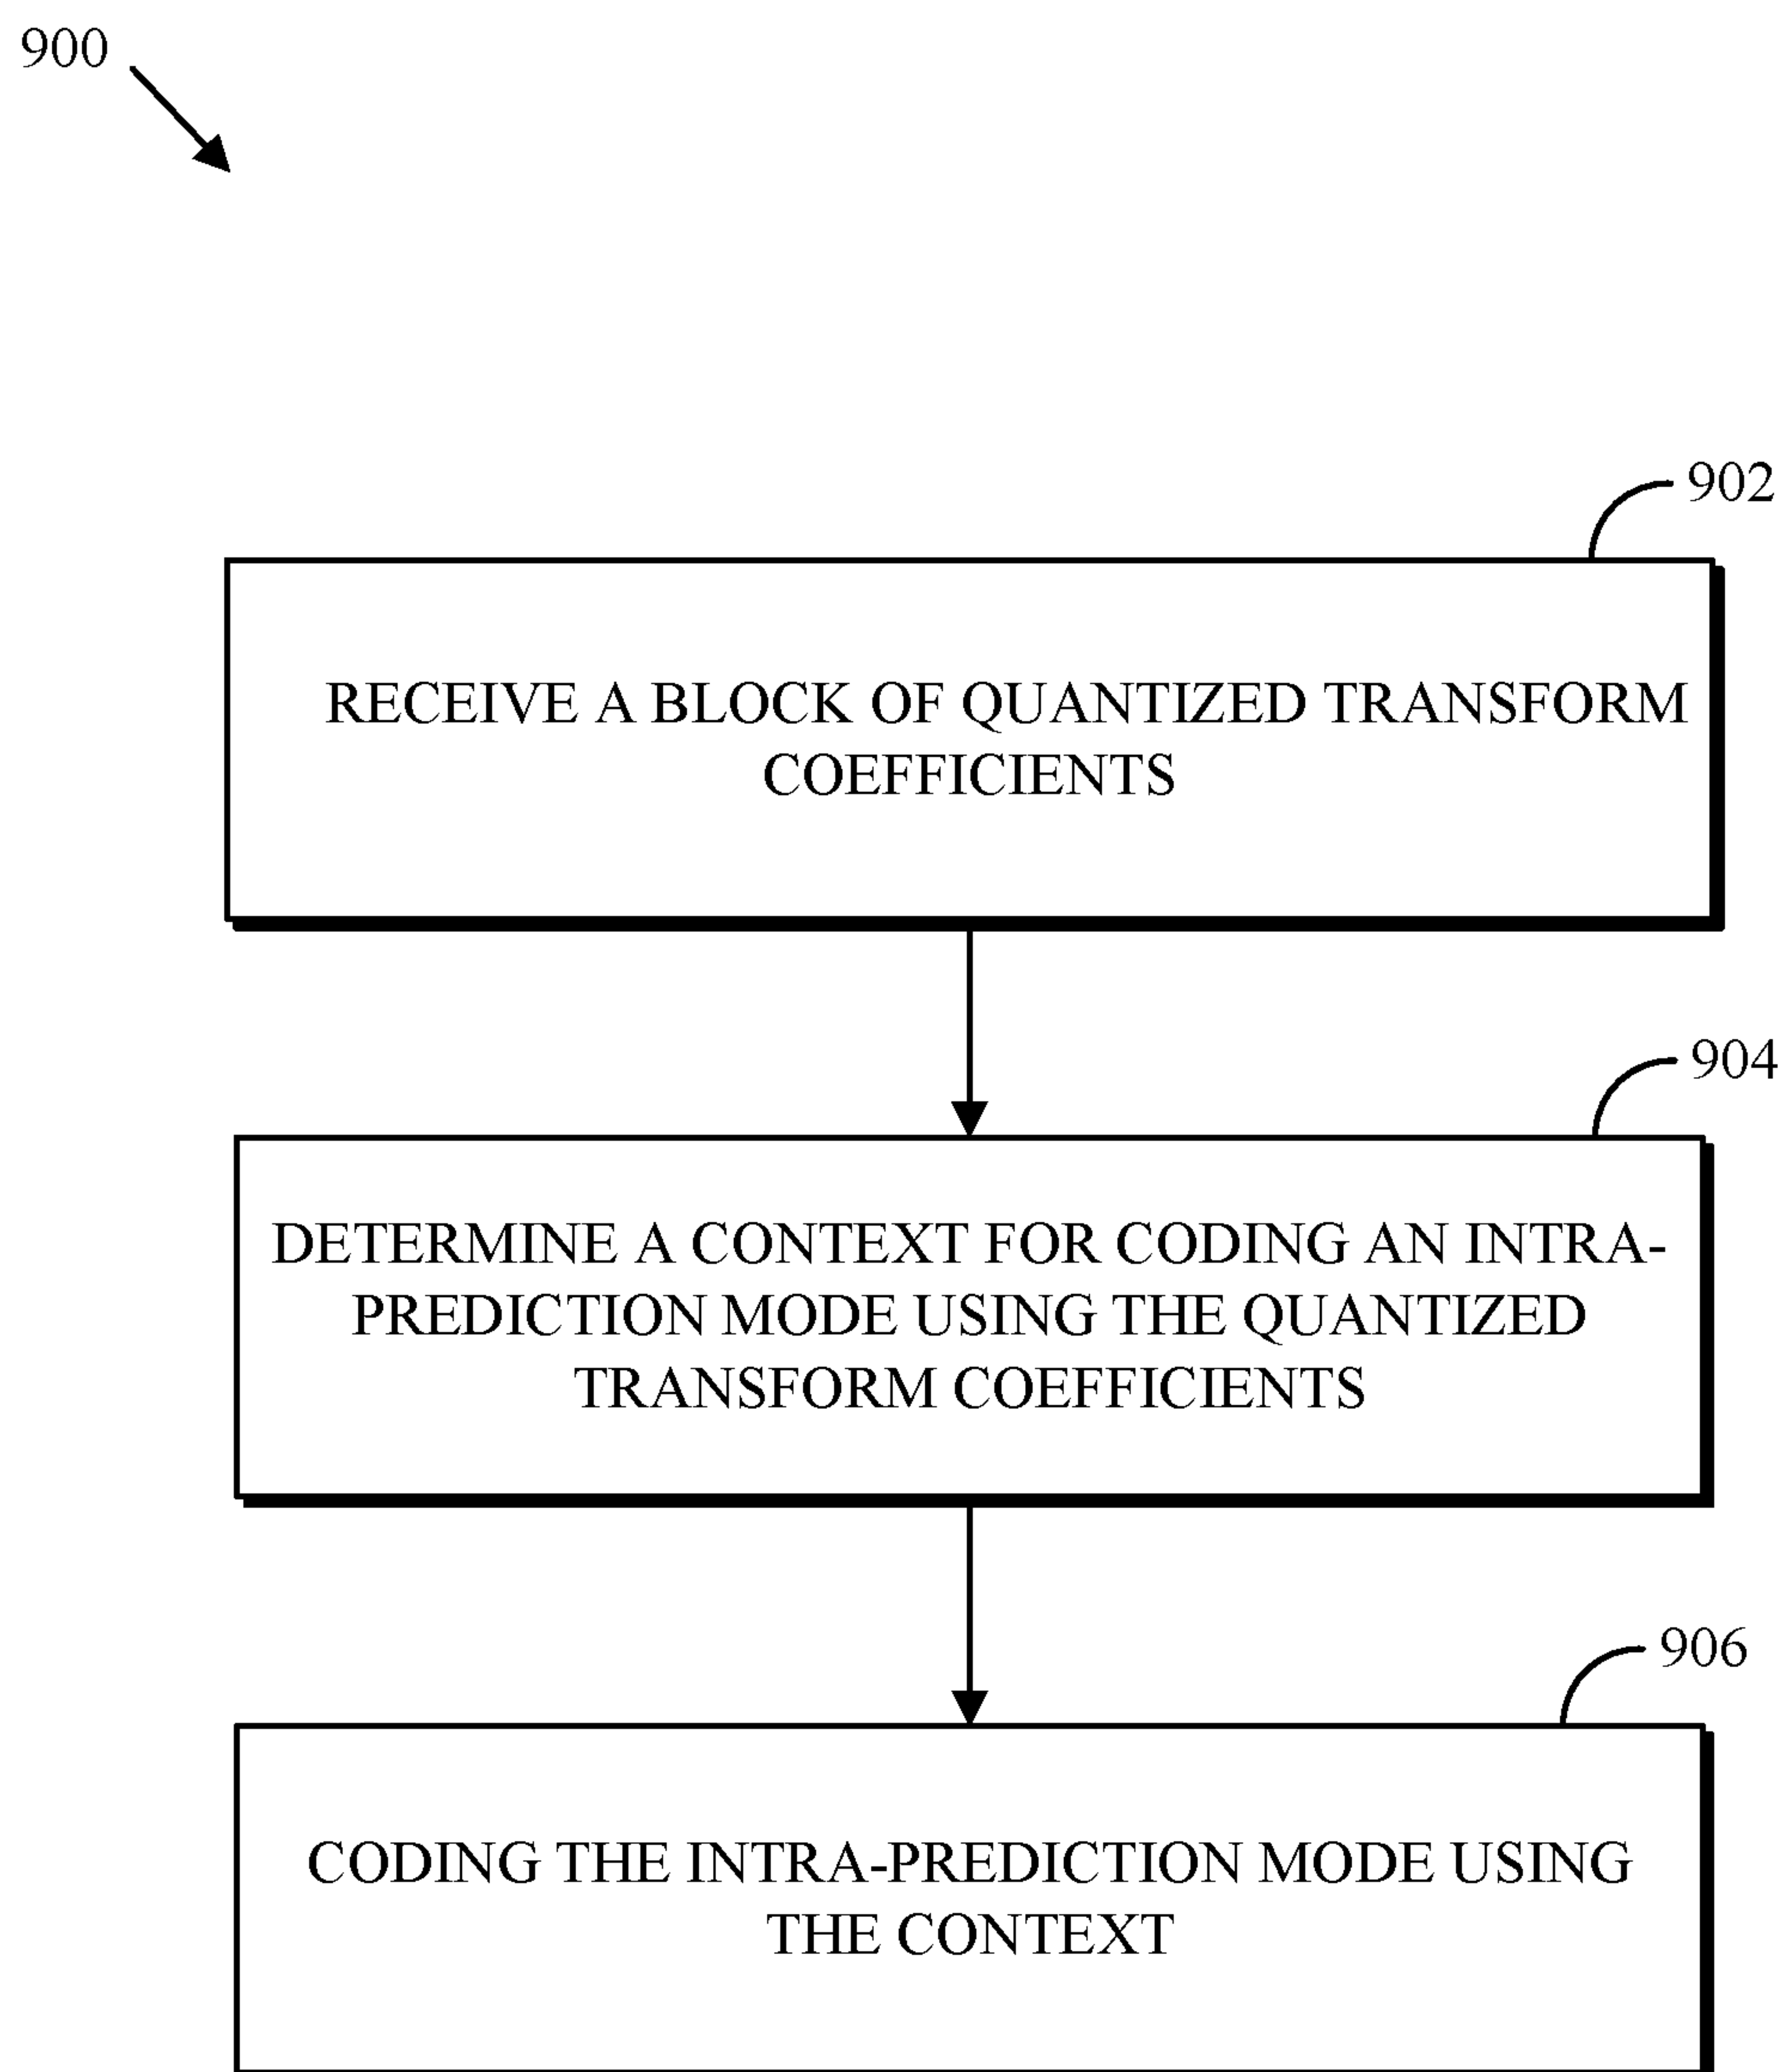 900
902
RECEIVE A BLOCK OF QUANTIZED TRANSFORM
COEFFICIENTS
904
DETERMINE A CONTEXT FOR CODING AN INTRA-
PREDICTION MODE USING THE QUANTIZED
TRANSFORM COEFFICIENTS
906
CODING THE INTRA-PREDICTION MODE USING
THE CONTEXT